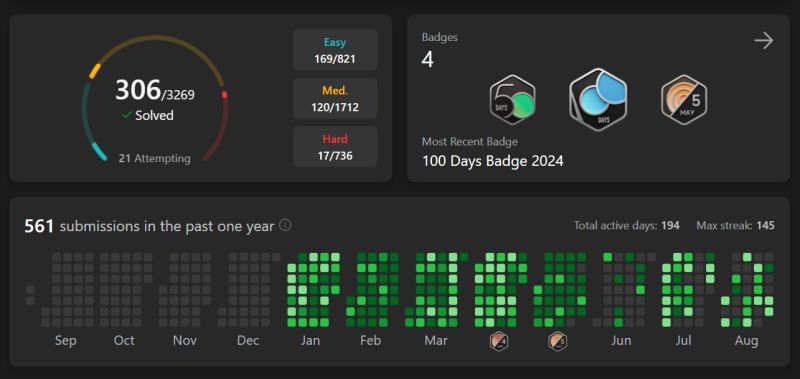 306/3269
Solved
21 Attempting
Easy
169/821
Med.
120/1712
Hard
17/736
Badges
4
50
DAYS
100
DAYS
5
MAY
Most Recent Badge
100 Days Badge 2024
561 submissions in the past one year
Total active days: 194 Max streak: 145
Sep Oct Nov Dec Jan Feb Mar Jun Jul Aug
4
5